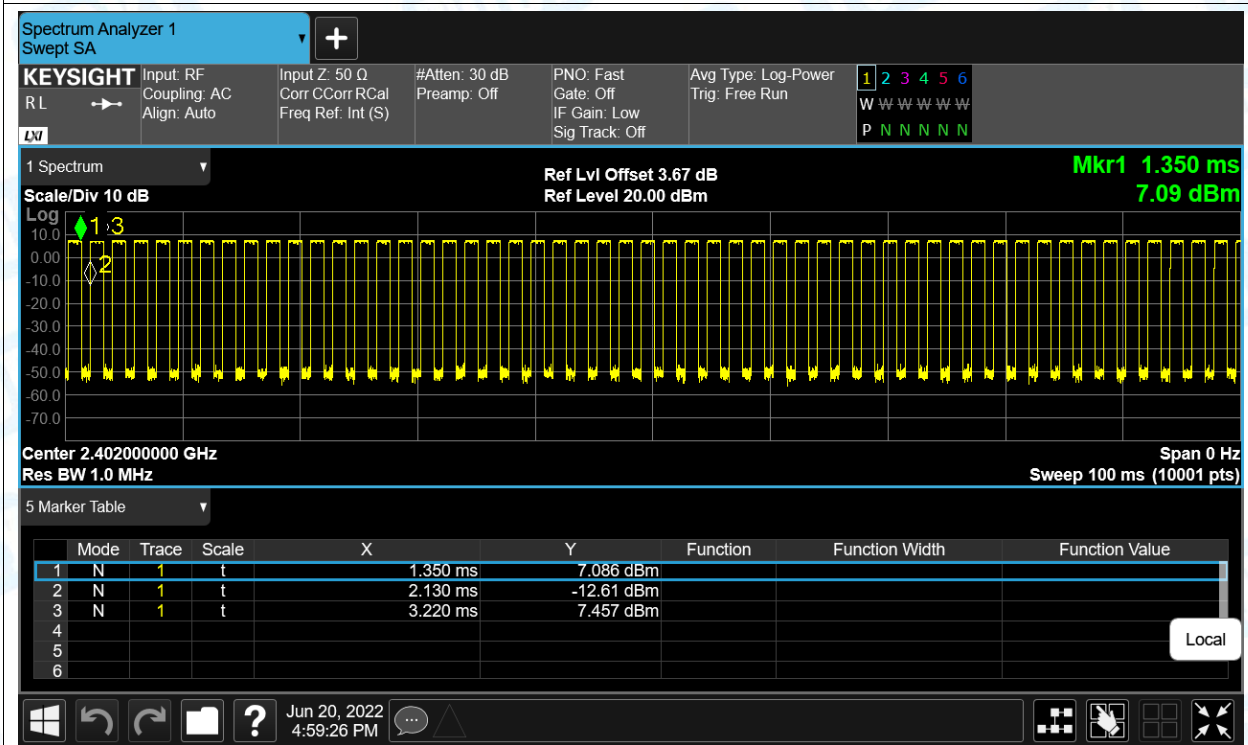 Spectrum Analyzer 1
Swept SA
KEYSIGHT
R L
LXI
Input: RF
Coupling: AC
Align: Auto
Input Z: 50 Ω
Corr CCorr RCal
Freq Ref: Int (S)
#Atten: 30 dB
Preamp: Off
PNO: Fast
Gate: Off
IF Gain: Low
Sig Track: Off
Avg Type: Log-Power
Trig: Free Run
1 2 3 4 5 6
W W W W W W
P N N N N N
1 Spectrum
Scale/Div 10 dB
Ref Lvl Offset 3.67 dB
Ref Level 20.00 dBm
Mkr1 1.350 ms
7.09 dBm
Log
10.0
0.00
-10.0
-20.0
-30.0
-40.0
-50.0
-60.0
-70.0
1 3
2
Center 2.402000000 GHz
Res BW 1.0 MHz
Span 0 Hz
Sweep 100 ms (10001 pts)
5 Marker Table
Mode Trace Scale X Y Function Function Width Function Value
1 N 1 t 1.350 ms 7.086 dBm
2 N 1 t 2.130 ms -12.61 dBm
3 N 1 t 3.220 ms 7.457 dBm
4
5
6
Local
?
Jun 20, 2022
4:59:26 PM